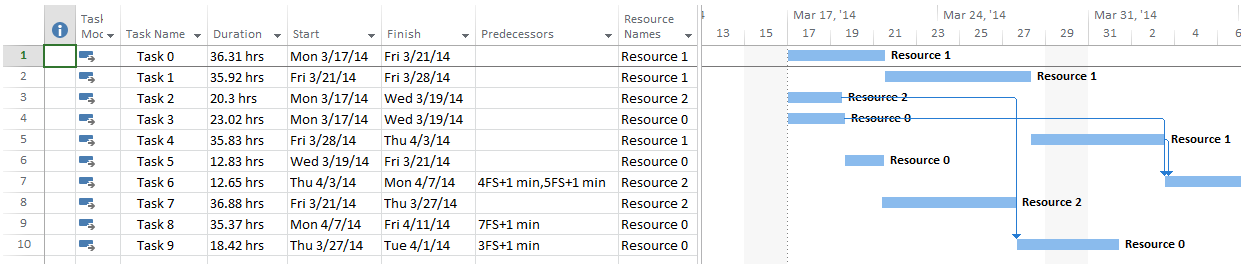 Task Mod Task Name Duration Start Finish Predecessors Resource Names
4 Mar 17, '14 Mar 24, '14 Mar 31, '14
13 15 17 19 21 23 25 27 29 31 2 4 6
1 Task 0 36.31 hrs Mon 3/17/14 Fri 3/21/14 Resource 1 Resource 1
2 Task 1 35.92 hrs Fri 3/21/14 Fri 3/28/14 Resource 1 Resource 1
3 Task 2 20.3 hrs Mon 3/17/14 Wed 3/19/14 Resource 2 Resource 2
4 Task 3 23.02 hrs Mon 3/17/14 Wed 3/19/14 Resource 0 Resource 0
5 Task 4 35.83 hrs Fri 3/28/14 Thu 4/3/14 Resource 1 Resource 1
6 Task 5 12.83 hrs Wed 3/19/14 Fri 3/21/14 Resource 0 Resource 0
7 Task 6 12.65 hrs Thu 4/3/14 Mon 4/7/14 4FS+1 min,5FS+1 min Resource 2
8 Task 7 36.88 hrs Fri 3/21/14 Thu 3/27/14 Resource 2 Resource 2
9 Task 8 35.37 hrs Mon 4/7/14 Fri 4/11/14 7FS+1 min Resource 0
10 Task 9 18.42 hrs Thu 3/27/14 Tue 4/1/14 3FS+1 min Resource 0 Resource 0